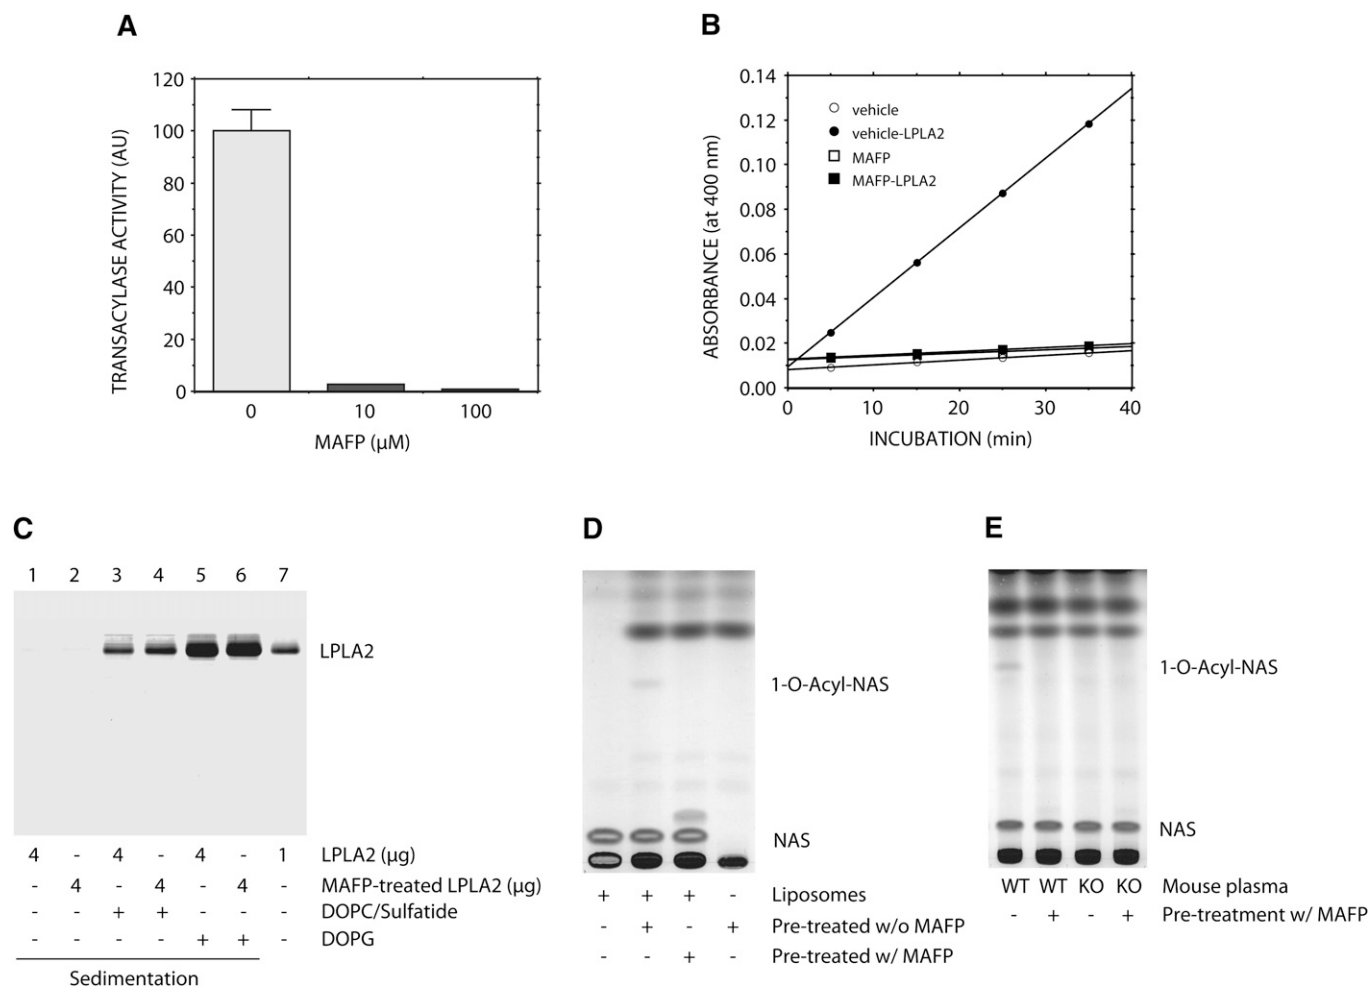 A
TRANSACYLASE ACTIVITY (AU)
120
100
80
60
40
20
0
0 10 100
MAFP (µM)
B
ABSORBANCE (at 400 nm)
0.14
0.12
0.10
0.08
0.06
0.04
0.02
0.00
vehicle
vehicle-LPLA2
MAFP
MAFP-LPLA2
0 10 20 30 40
INCUBATION (min)
C
1 2 3 4 5 6 7
LPLA2
4 - 4 - 4 - 1 LPLA2 (µg)
- 4 - 4 - 4 - MAFP-treated LPLA2 (µg)
- - + + - - - DOPC/Sulfatide
- - - - + + - DOPG
Sedimentation
D
1-O-Acyl-NAS
NAS
+ + + - Liposomes
- + - + Pre-treated w/o MAFP
- - + - Pre-treated w/ MAFP
E
1-O-Acyl-NAS
NAS
WT WT KO KO Mouse plasma
- + - + Pre-treatment w/ MAFP